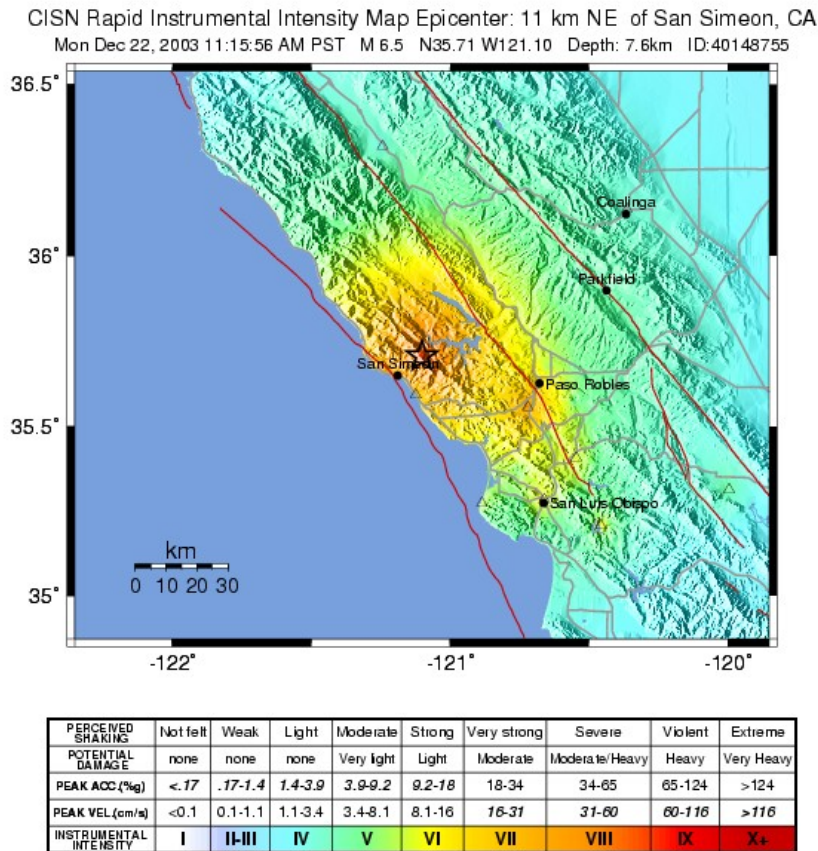 CISN Rapid Instrumental Intensity Map Epicenter: 11 km NE of San Simeon, CA
Mon Dec 22, 2003 11:15:56 AM PST M 6.5 N35.71 W121.10 Depth: 7.6km ID:40148755
36.5°
Coalinga
36°
Parkfield
San Simeon
Paso Robles
35.5°
San Luis Obispo
km
0 10 20 30
35°
-122° -121° -120°
PERCEIVED SHAKING Not felt Weak Light Moderate Strong Very strong Severe Violent Extreme
POTENTIAL DAMAGE none none none Very light Light Moderate Moderate/Heavy Heavy Very Heavy
PEAK ACC.(%g) <.17 .17-1.4 1.4-3.9 3.9-9.2 9.2-18 18-34 34-65 65-124 >124
PEAK VEL.(cm/s) <0.1 0.1-1.1 1.1-3.4 3.4-8.1 8.1-16 16-31 31-60 60-116 >116
INSTRUMENTAL INTENSITY I II-III IV V VI VII VIII IX X+